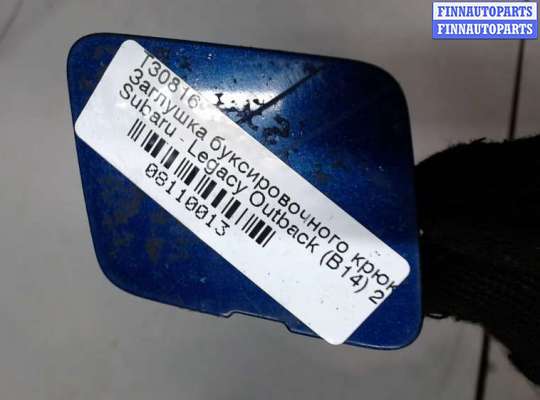 FINNAUTOPARTS
FINNAUTOPARTS
T30816
Заглушка буксировочного крюк
Subaru - Legacy Outback (B14) 2
08110013